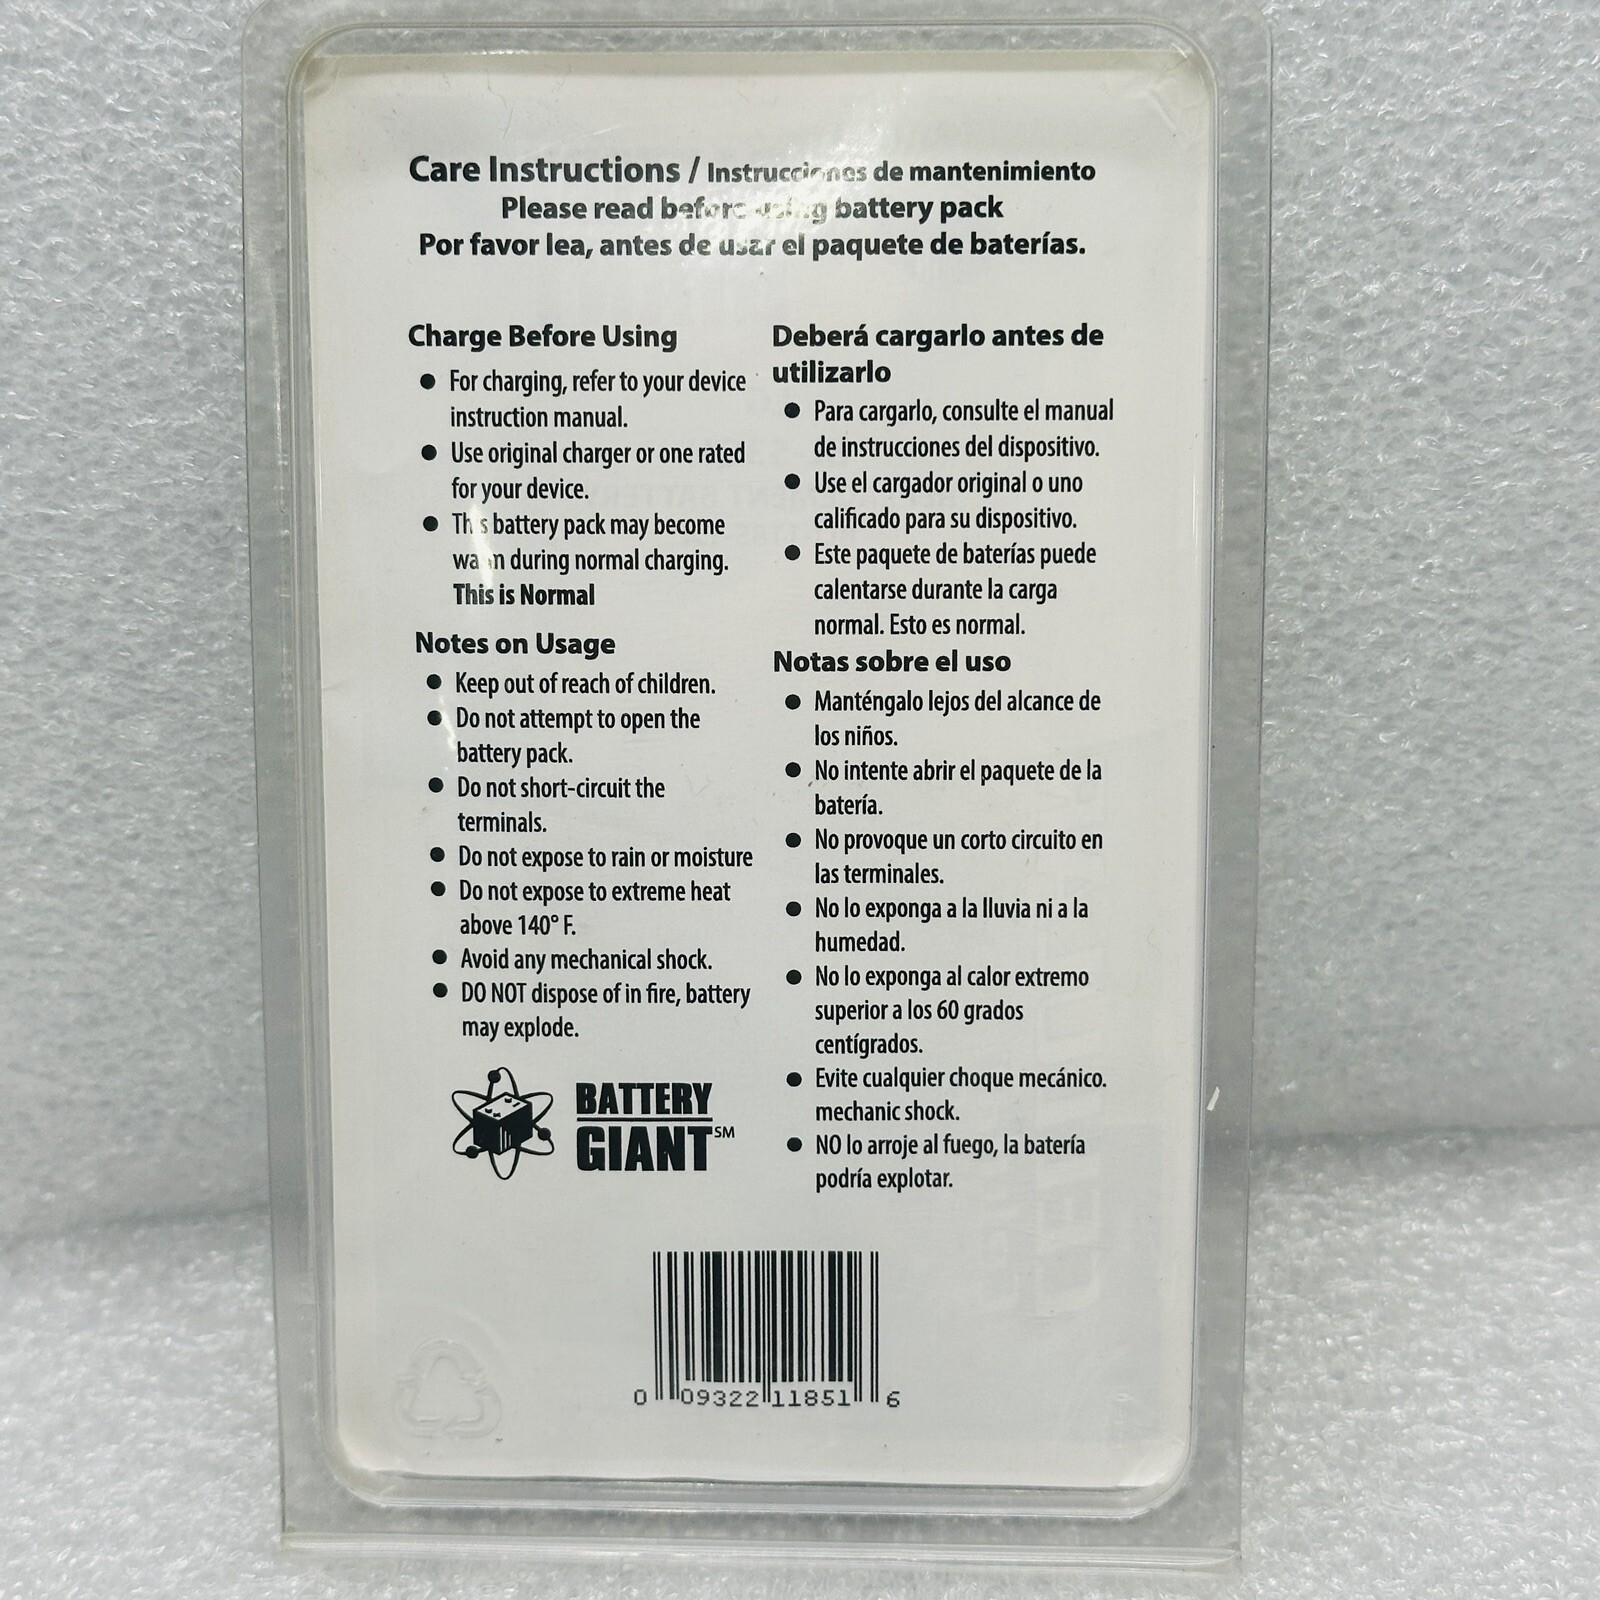 Care Instructions / Instrucciones de mantenimiento
Please read before using battery pack
Por favor lea, antes de usar el paquete de baterías.
Charge Before Using
● For charging, refer to your device
instruction manual.
● Use original charger or one rated
for your device.
● This battery pack may become
warm during normal charging.
This is Normal
Notes on Usage
● Keep out of reach of children.
● Do not attempt to open the
battery pack.
● Do not short-circuit the
terminals.
● Do not expose to rain or moisture
● Do not expose to extreme heat
above 140° F.
● Avoid any mechanical shock.
● DO NOT dispose of in fire, battery
may explode.
BATTERY
GIANT SM
Deberá cargarlo antes de
utilizarlo
● Para cargarlo, consulte el manual
de instrucciones del dispositivo.
● Use el cargador original o uno
calificado para su dispositivo.
● Este paquete de baterías puede
calentarse durante la carga
normal. Esto es normal.
Notas sobre el uso
● Manténgalo lejos del alcance de
los niños.
● No intente abrir el paquete de la
batería.
● No provoque un corto circuito en
las terminales.
● No lo exponga a la lluvia ni a la
humedad.
● No lo exponga al calor extremo
superior a los 60 grados
centígrados.
● Evite cualquier choque mecánico.
mechanic shock.
● NO lo arroje al fuego, la batería
podría explotar.
0 09322 11851 6